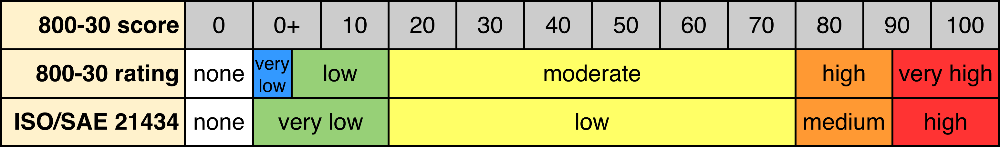 800-30 score 0 0+ 10 20 30 40 50 60 70 80 90 100
800-30 rating none very low low moderate high very high
ISO/SAE 21434 none very low low medium high